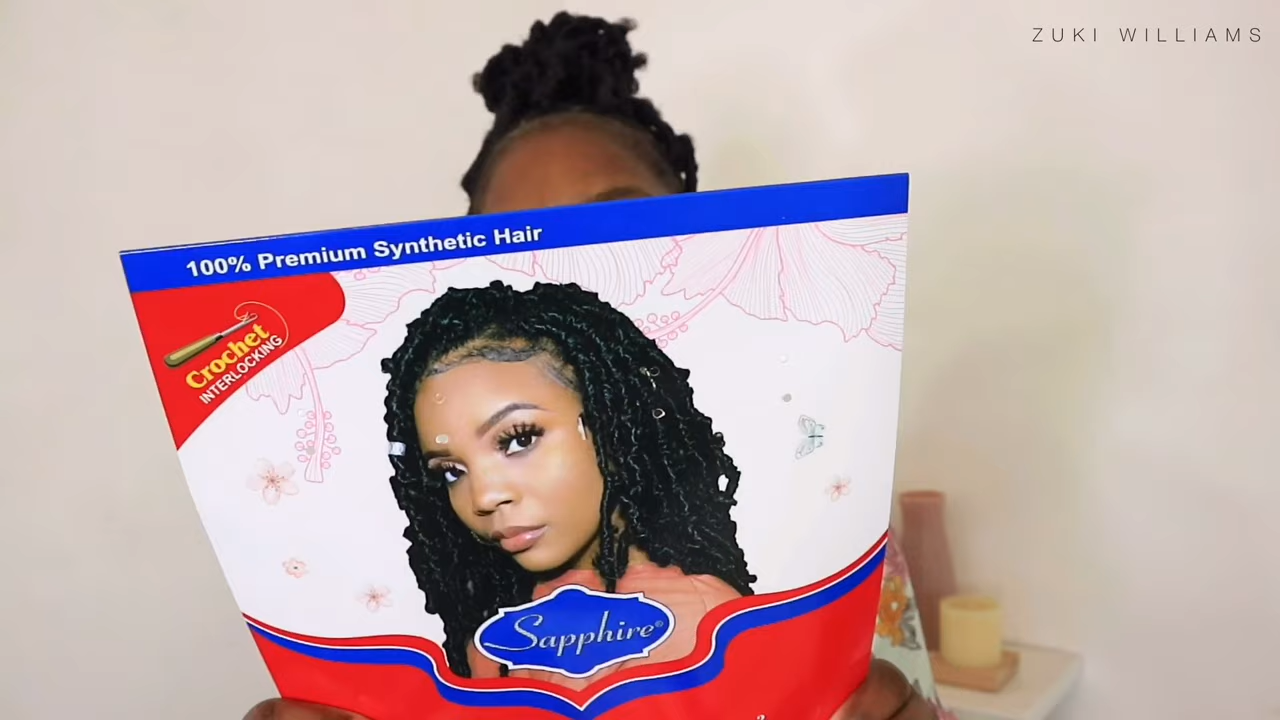 ZUKI WILLIAMS
100% Premium Synthetic Hair
Crochet
INTERLOCKING
Sapphire®